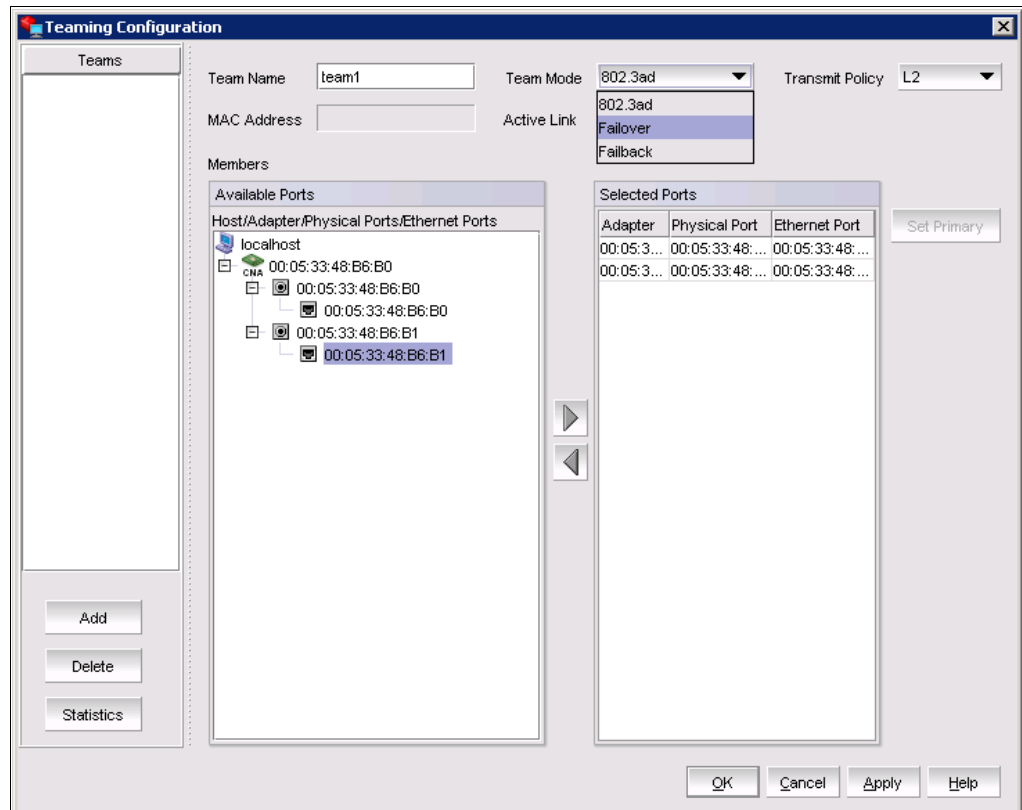 Teaming Configuration
Teams
Team Name team1 Team Mode 802.3ad Transmit Policy L2
MAC Address Active Link
802.3ad
Failover
Failback
Members
Available Ports
Host/Adapter/Physical Ports/Ethernet Ports
localhost
CNA 00:05:33:48:B6:B0
00:05:33:48:B6:B0
00:05:33:48:B6:B0
00:05:33:48:B6:B1
00:05:33:48:B6:B1
Selected Ports
Adapter Physical Port Ethernet Port
00:05:3... 00:05:33:48:... 00:05:33:48:...
00:05:3... 00:05:33:48:... 00:05:33:48:...
Set Primary
Add
Delete
Statistics
OK Cancel Apply Help